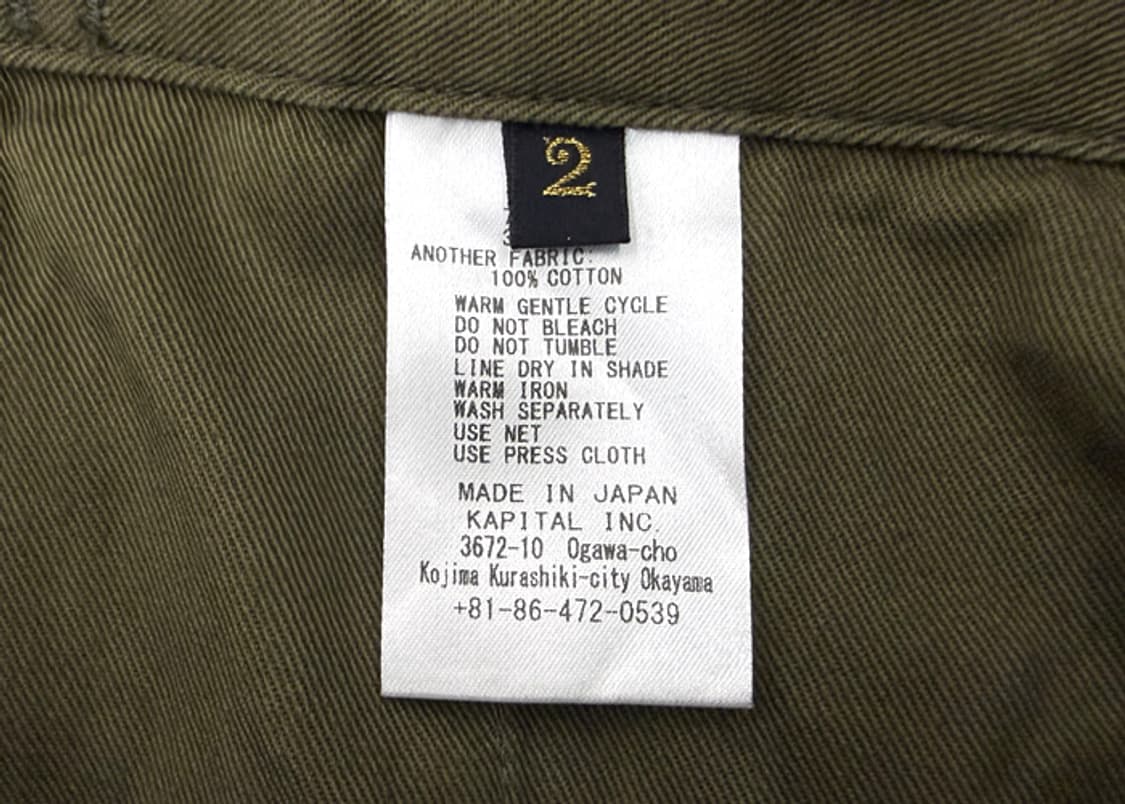 2
ANOTHER FABRIC:
100% COTTON
WARM GENTLE CYCLE
DO NOT BLEACH
DO NOT TUMBLE
LINE DRY IN SHADE
WARM IRON
WASH SEPARATELY
USE NET
USE PRESS CLOTH
MADE IN JAPAN
KAPITAL INC.
3672-10 Ogawa-cho
Kojima Kurashiki-city Okayama
+81-86-472-0539